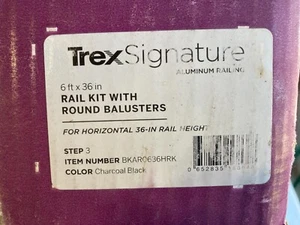 TrexSignature
ALUMINUM RAILING
6 ft x 36 in
RAIL KIT WITH
ROUND BALUSTERS
FOR HORIZONTAL 36-IN RAIL HEIGHT
STEP 3
ITEM NUMBER BKAR0636HRK
COLOR Charcoal Black